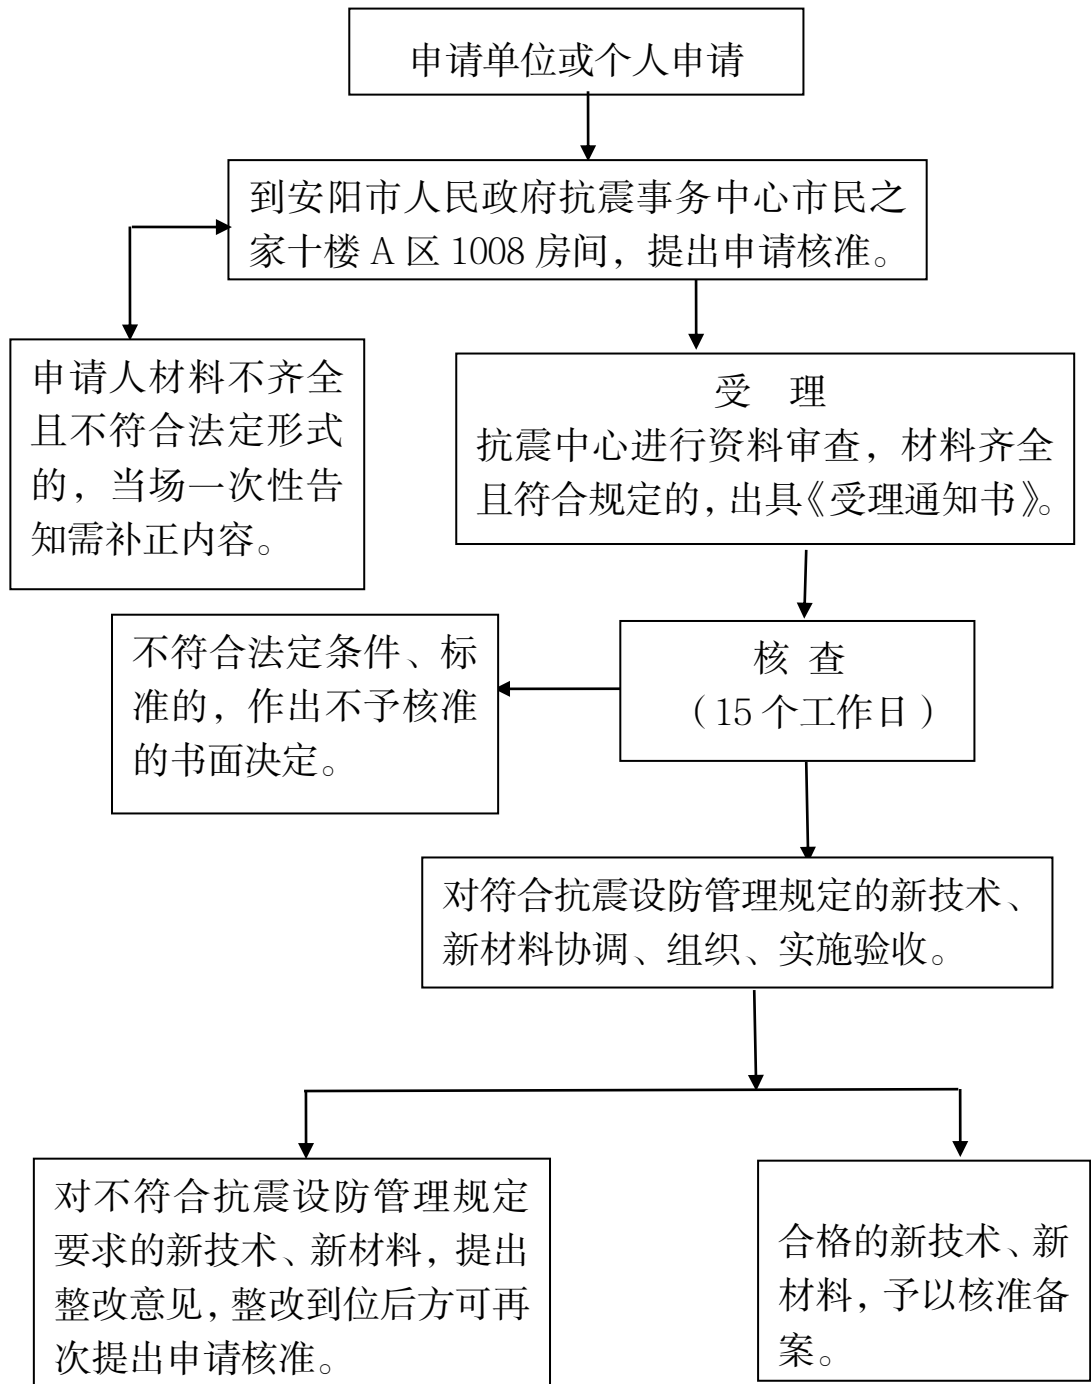 申请单位或个人申请
到安阳市人民政府抗震事务中心市民之
家十楼 A 区 1008 房间，提出申请核准。
申请人材料不齐全
且不符合法定形式
的，当场一次性告
知需补正内容。
受 理
抗震中心进行资料审查，材料齐全
且符合规定的，出具《受理通知书》。
不符合法定条件、标
准的，作出不予核准
的书面决定。
核 查
（15 个工作日）
对符合抗震设防管理规定的新技术、
新材料协调、组织、实施验收。
对不符合抗震设防管理规定
要求的新技术、新材料，提出
整改意见，整改到位后方可再
次提出申请核准。
合格的新技术、新
材料，予以核准备
案。